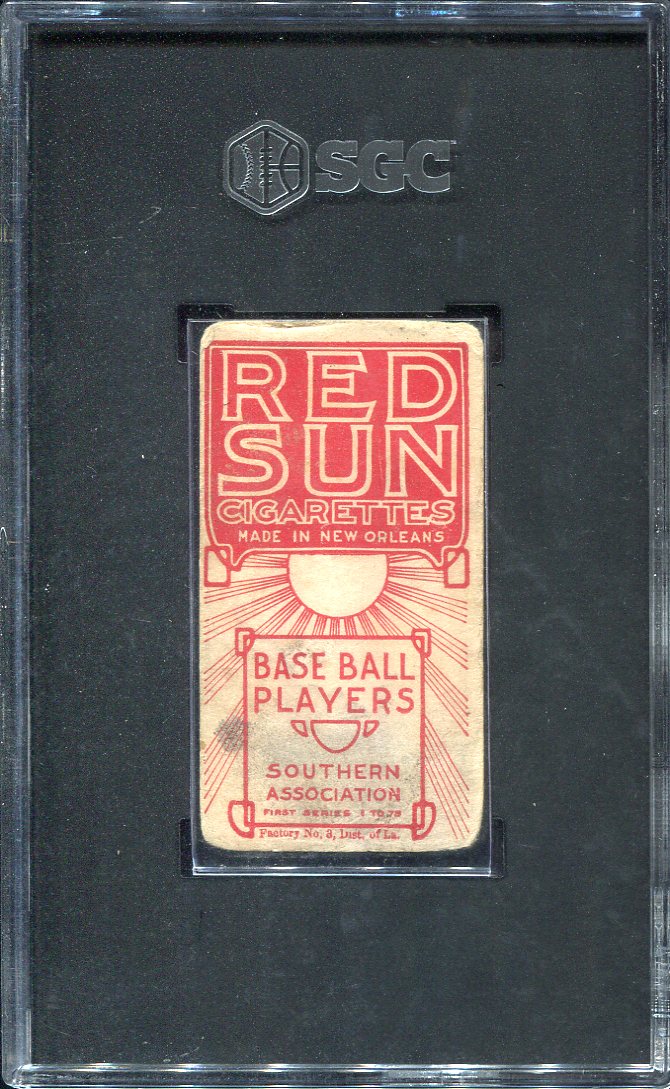 SGC
RED
SUN
CIGARETTES
MADE IN NEW ORLEANS
BASE BALL
PLAYERS
SOUTHERN
ASSOCIATION
FIRST SERIES 1 TO 75
Factory No, 3, Dist. of La.